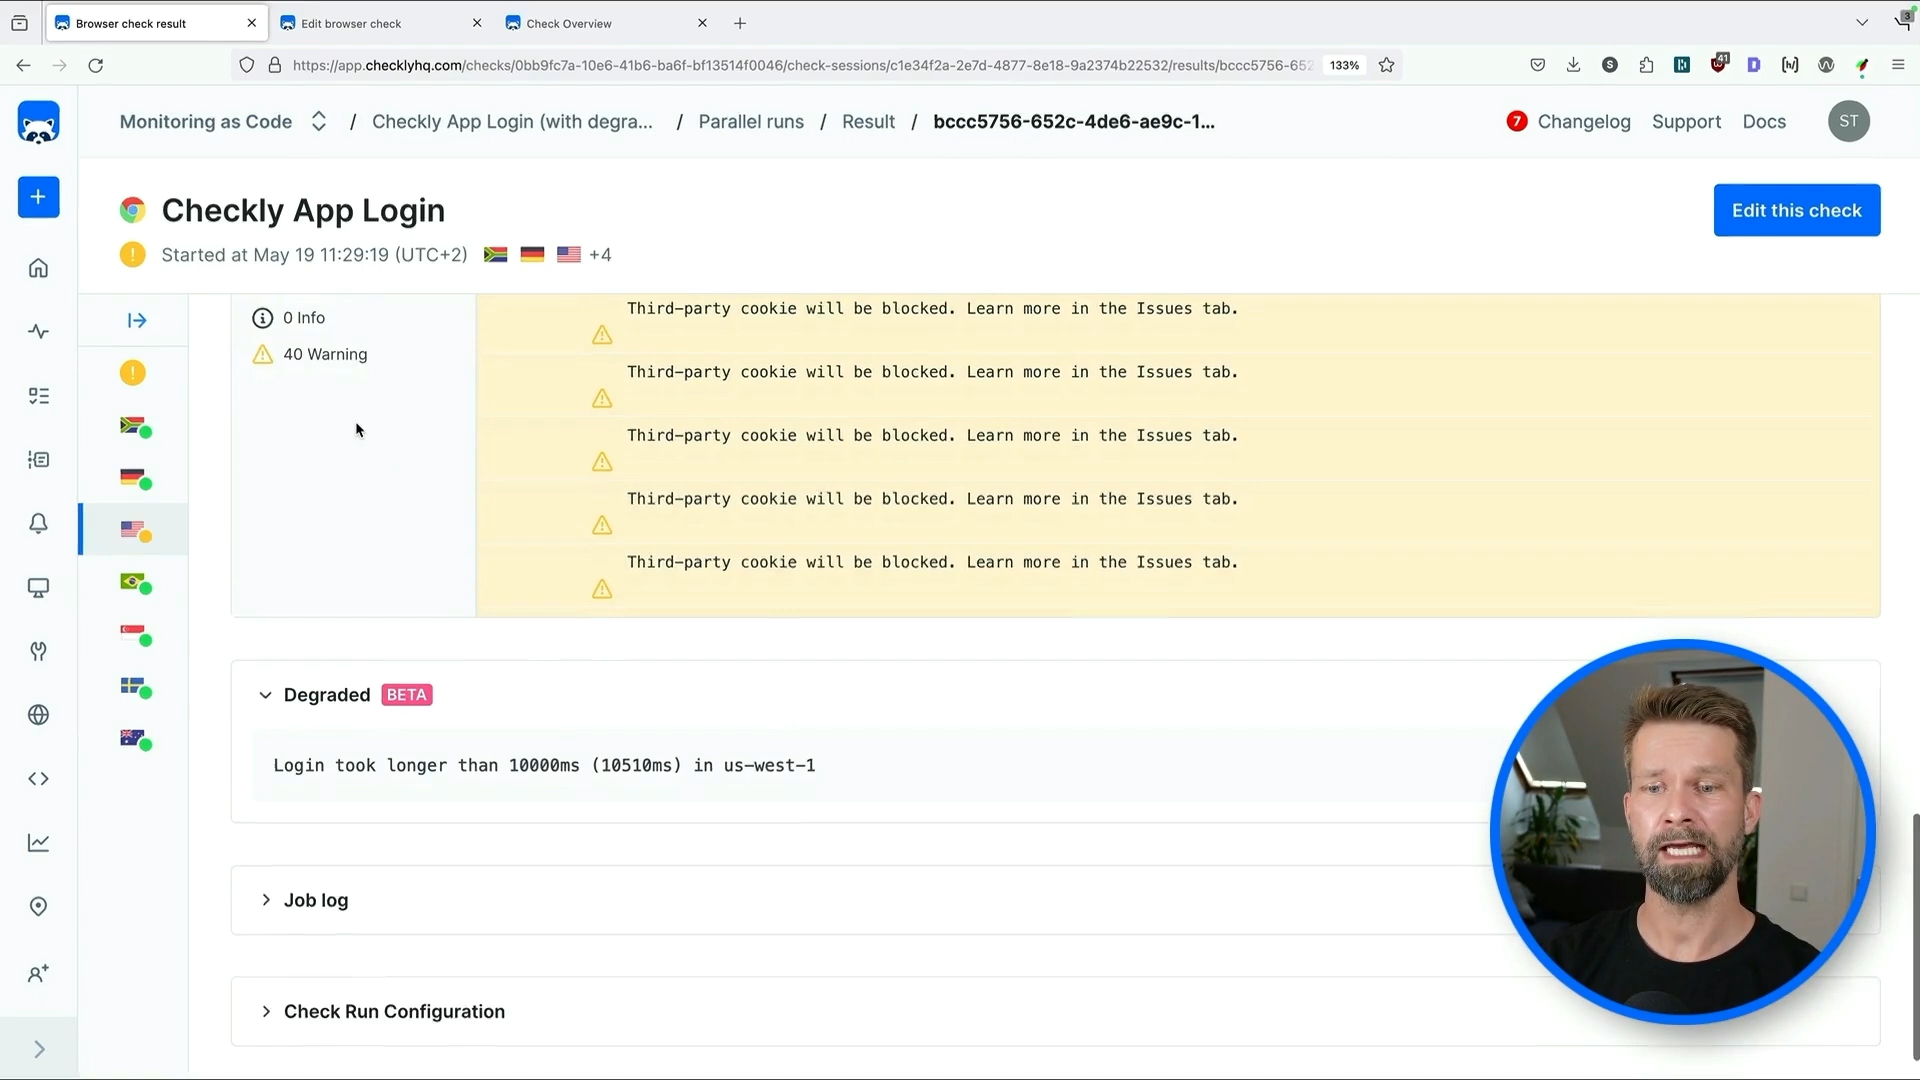 Browser check result
Edit browser check
Check Overview
3
https://app.checklyhq.com/checks/0bb9fc7a-10e6-41b6-ba6f-bf13514f0046/check-sessions/c1e34f2a-2e7d-4877-8e18-9a2374b22532/results/bccc5756-652
133%
S
41
Monitoring as Code / Checkly App Login (with degra... / Parallel runs / Result / bccc5756-652c-4de6-ae9c-1...
7 Changelog Support Docs ST
Checkly App Login
Edit this check
Started at May 19 11:29:19 (UTC+2) +4
0 Info
40 Warning
Third-party cookie will be blocked. Learn more in the Issues tab.
Third-party cookie will be blocked. Learn more in the Issues tab.
Third-party cookie will be blocked. Learn more in the Issues tab.
Third-party cookie will be blocked. Learn more in the Issues tab.
Third-party cookie will be blocked. Learn more in the Issues tab.
Degraded BETA
Login took longer than 10000ms (10510ms) in us-west-1
Job log
Check Run Configuration